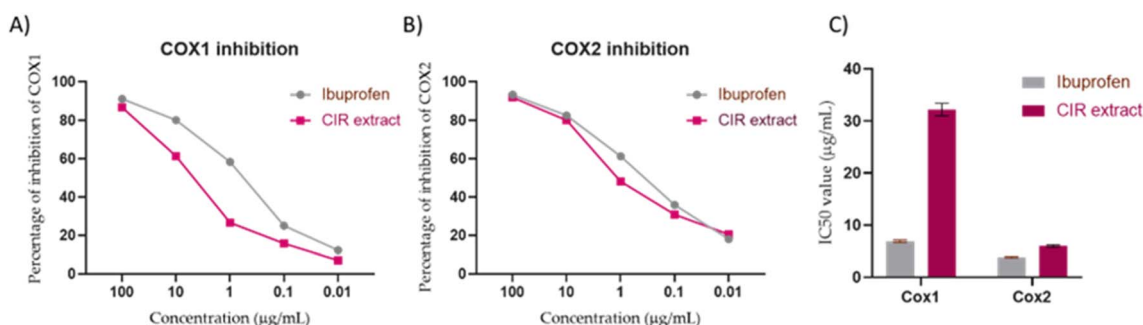 A)
COX1 inhibition
Percentage of inhibition of COX1
100
80
60
40
20
0
Ibuprofen
CIR extract
100 10 1 0.1 0.01
Concentration (µg/mL)
B)
COX2 inhibition
Percentage of inhibition of COX2
100
80
60
40
20
0
Ibuprofen
CIR extract
100 10 1 0.1 0.01
Concentration (µg/mL)
C)
IC50 value (µg/mL)
40
30
20
10
0
Ibuprofen
CIR extract
Cox1 Cox2